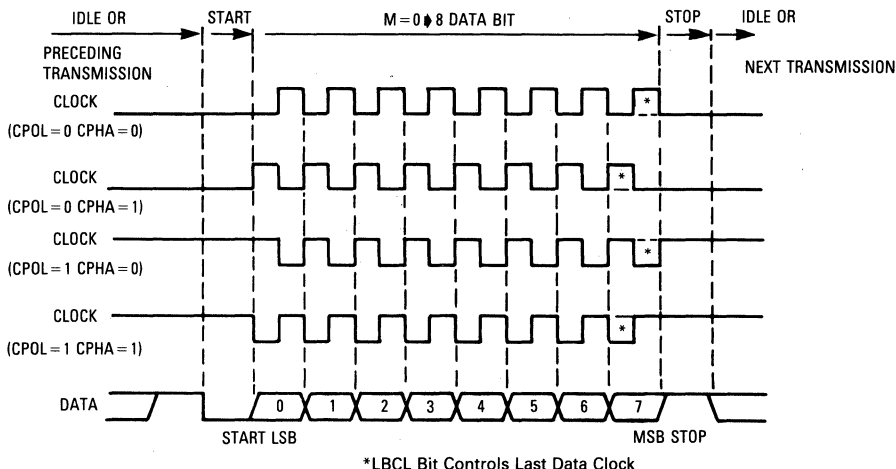 IDLE OR START M=0 ➧ 8 DATA BIT STOP IDLE OR
PRECEDING
TRANSMISSION
NEXT TRANSMISSION
CLOCK
*
(CPOL=0 CPHA=0)
CLOCK
*
(CPOL=0 CPHA=1)
CLOCK
*
(CPOL=1 CPHA=0)
CLOCK
*
(CPOL=1 CPHA=1)
DATA 0 1 2 3 4 5 6 7
START LSB MSB STOP
*LBCL Bit Controls Last Data Clock